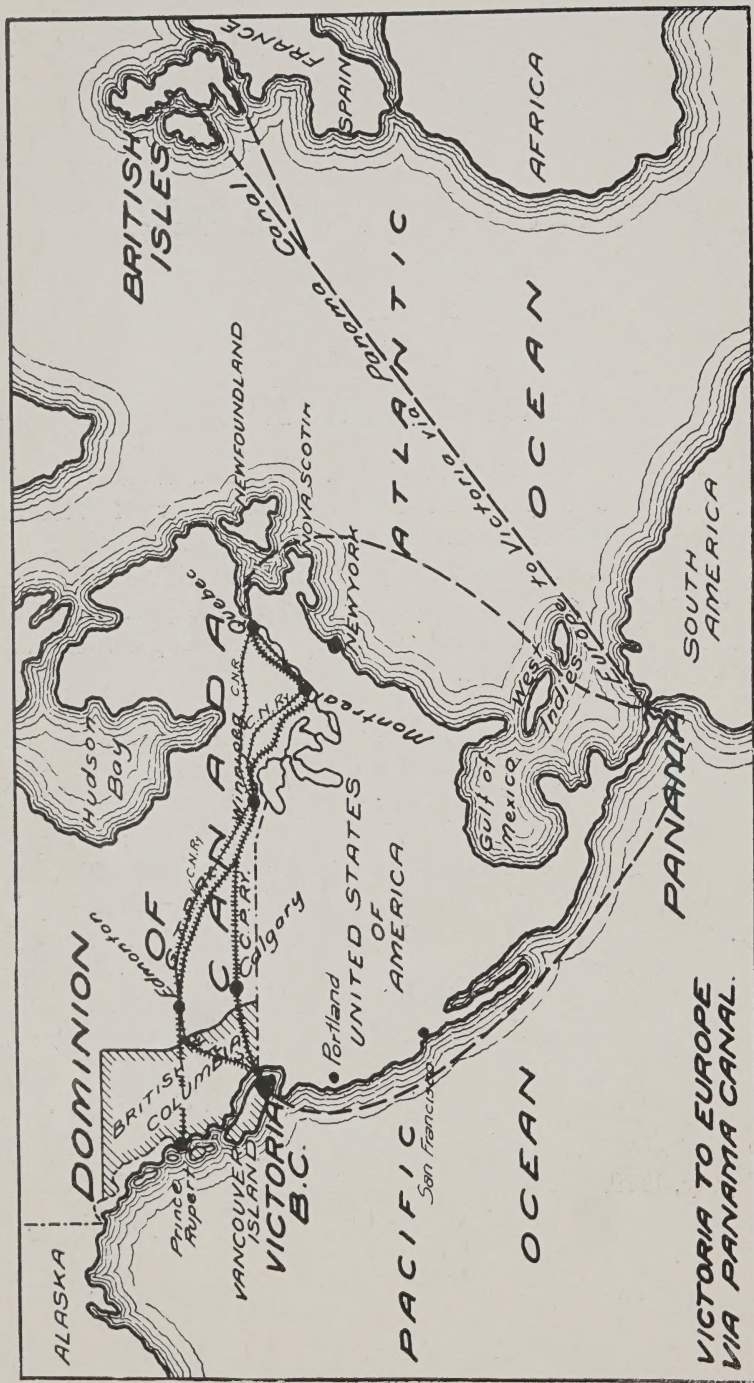 ALASKA
DOMINION
OF
CANADA
BRITISH
COLUMBIA
Prince
Rupert
VANCOUVER
ISLAND
VICTORIA
B.C.
Edmonton
Calgary
C.P.RY.
C.N.Ry
C.N.RY.
C.N.R.
Hudson
Bay
Quebec
Montreal
NEWFOUNDLAND
NOVA SCOTIA
NEW YORK
Portland
UNITED STATES
OF
AMERICA
San Francisco
PACIFIC
OCEAN
Gulf of
Mexico
West
Indies
PANAMA
SOUTH
AMERICA
ATLANTIC
OCEAN
Europe to Victoria via Panama Canal
BRITISH
ISLES
FRANCE
SPAIN
AFRICA
VICTORIA TO EUROPE
VIA PANAMA CANAL.